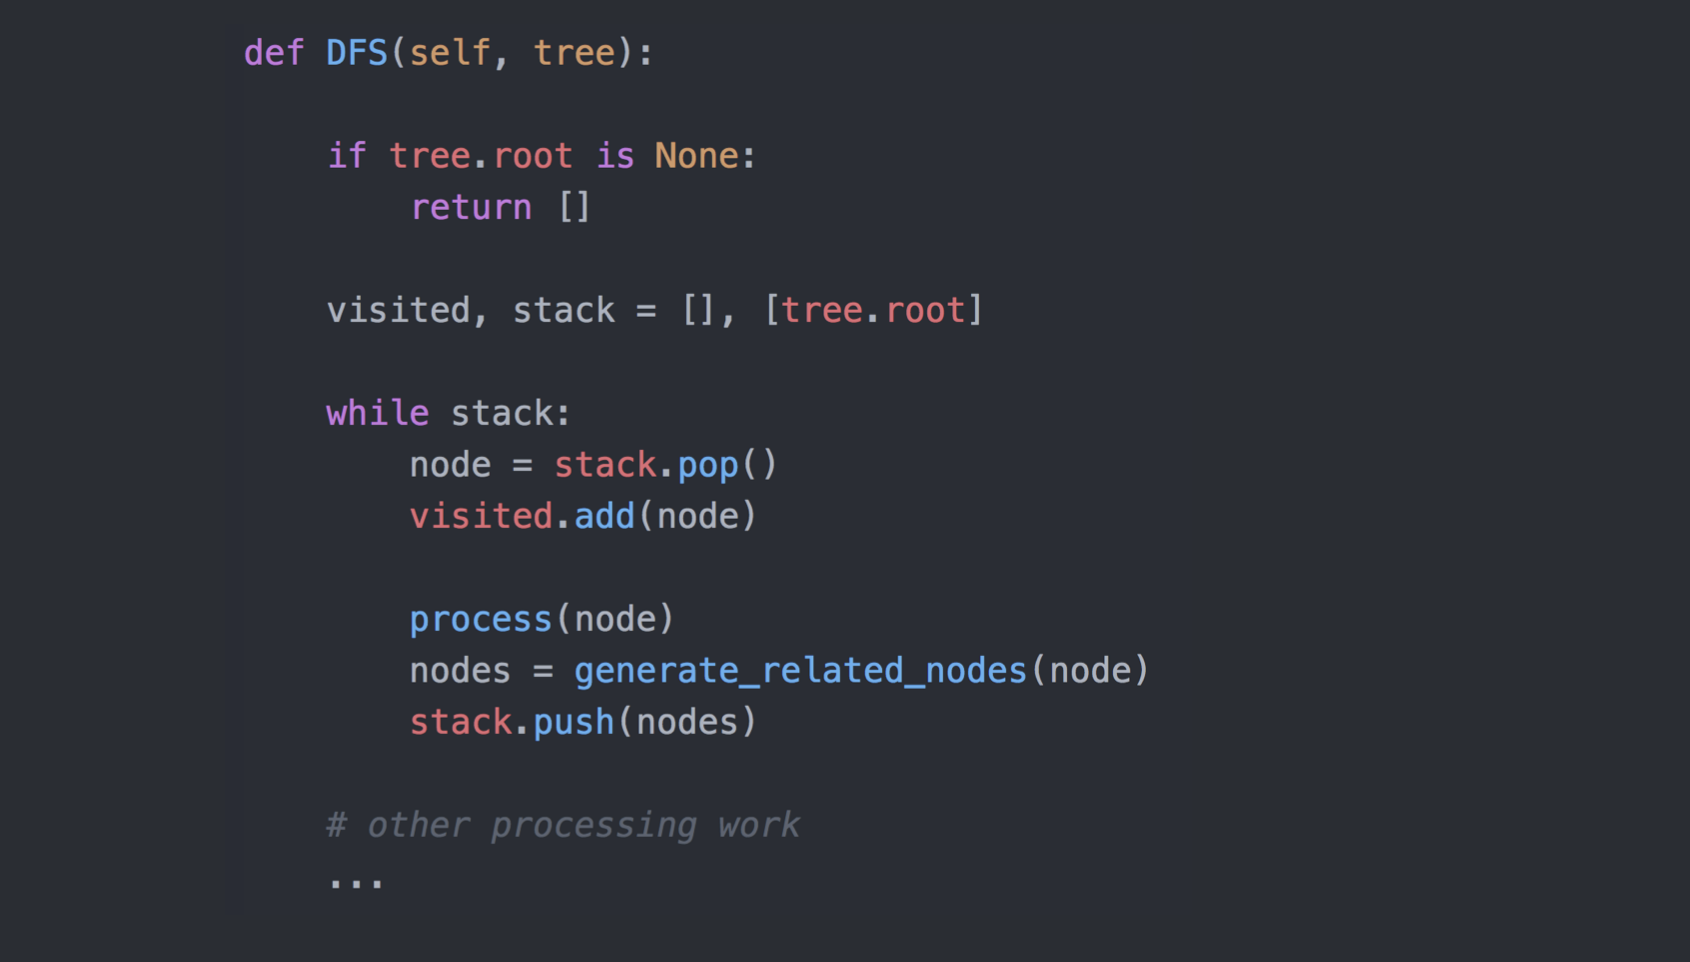 def DFS(self, tree):
    if tree.root is None:
        return []
    visited, stack = [], [tree.root]
    while stack:
        node = stack.pop()
        visited.add(node)
        process(node)
        nodes = generate_related_nodes(node)
        stack.push(nodes)
    # other processing work
    ...